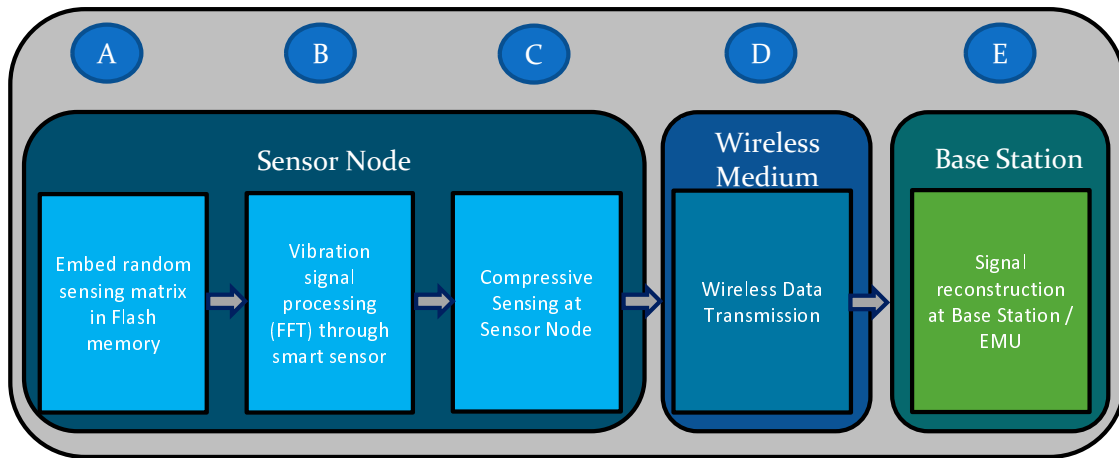 A
B
C
D
E
Sensor Node
Wireless
Medium
Base Station
Embed random
sensing matrix
in Flash
memory
Vibration
signal
processing
(FFT) through
smart sensor
Compressive
Sensing at
Sensor Node
Wireless Data
Transmission
Signal
reconstruction
at Base Station /
EMU